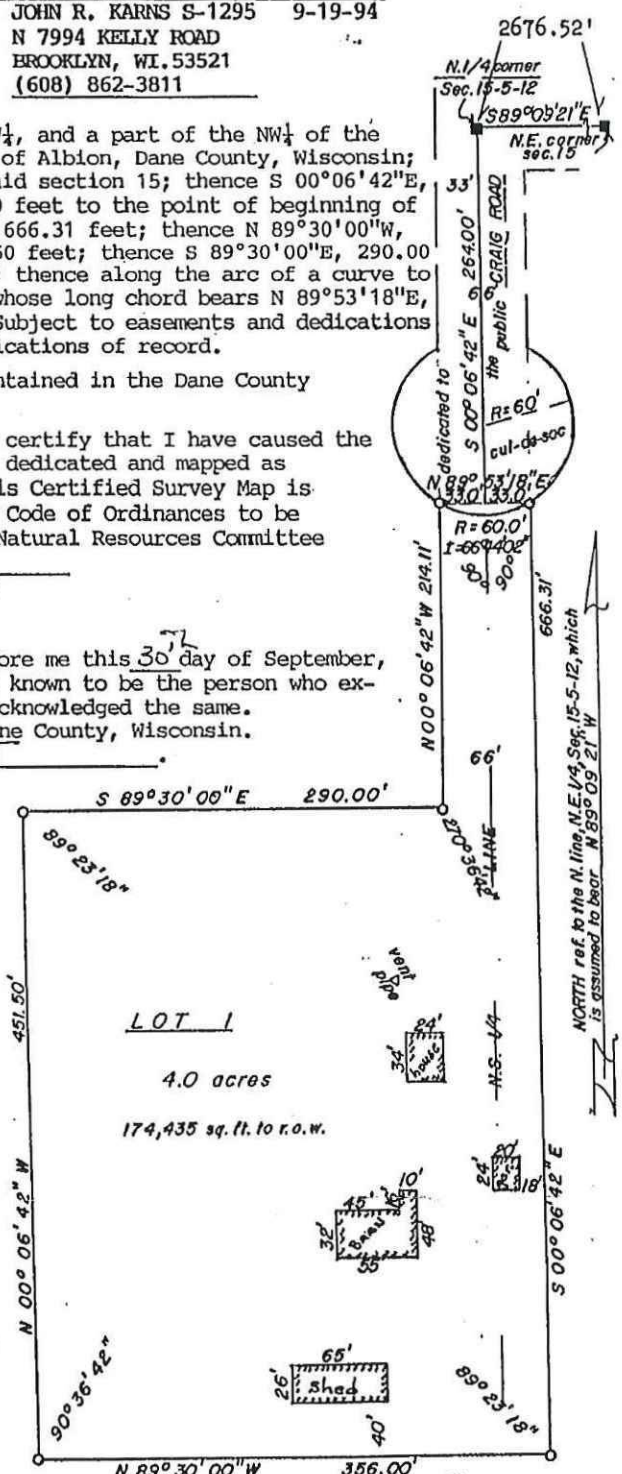 JOHN R. KARNS S-1295 9-19-94
N 7994 KELLY ROAD
BROOKLYN, WI.53521
(608) 862-3811
¼, and a part of the NW¼ of the
of Albion, Dane County, Wisconsin;
aid section 15; thence S 00°06'42"E,
feet to the point of beginning of
666.31 feet; thence N 89°30'00"W,
50 feet; thence S 89°30'00"E, 290.00
thence along the arc of a curve to
whose long chord bears N 89°53'18"E,
Subject to easements and dedications
ications of record.
ntained in the Dane County
certify that I have caused the
dedicated and mapped as
is Certified Survey Map is
Code of Ordinances to be
Natural Resources Committee
ore me this 30th day of September,
known to be the person who ex-
cknowledged the same.
ne County, Wisconsin.
2676.52'
N.1/4 corner
Sec.15-5-12
S89°09'21"E
N.E. corner
sec.15
33'
264.00'
66'
S 00° 06' 42" E
dedicated to
the public CRAIG ROAD
R=60'
cul-de-sac
N 89° 53'18"E
33.0' 33.0'
R=60.0'
90°
N00° 06'42"W 214.11'
666.31'
66'
S 89°30'00"E 290.00'
89°23'18"
270°36'42"
LINE
N.S. 1/4
vent
pipe
451.50'
LOT 1
4.0 acres
174,435 sq. ft. to r.o.w.
24'
34'
house
20'
24'
18'
10'
45'
32'
Barn
48'
55
N 00° 06' 42" W
S 00° 06' 42" E
65'
26'
shed
40'
90°36'42"
89°23'18"
N 89°30'00"W 356.00'
NORTH ref. to the N. line, N.E.1/4, Sec.15-5-12, which
is assumed to bear N 89° 09' 21" W